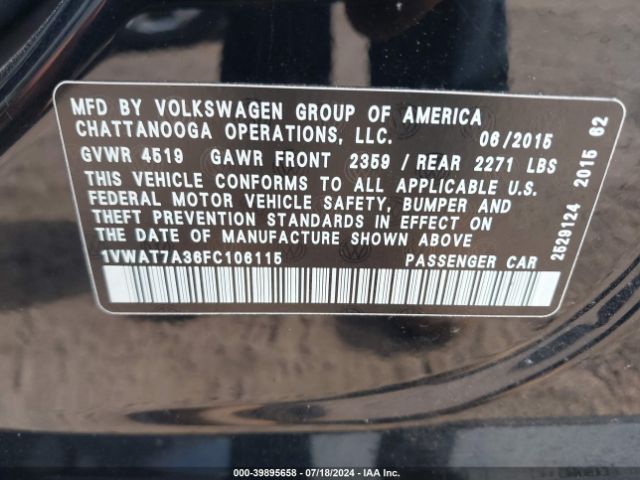 MFD BY VOLKSWAGEN GROUP OF AMERICA
CHATTANOOGA OPERATIONS, LLC. 06/2015
GVWR 4519 GAWR FRONT 2359 / REAR 2271 LBS
THIS VEHICLE CONFORMS TO ALL APPLICABLE U.S.
FEDERAL MOTOR VEHICLE SAFETY, BUMPER AND
THEFT PREVENTION STANDARDS IN EFFECT ON
THE DATE OF MANUFACTURE SHOWN ABOVE
1VWAT7A36FC106115 PASSENGER CAR
2529124 2015 62
000-39895658 / 07/18/2024 - IAA Inc.